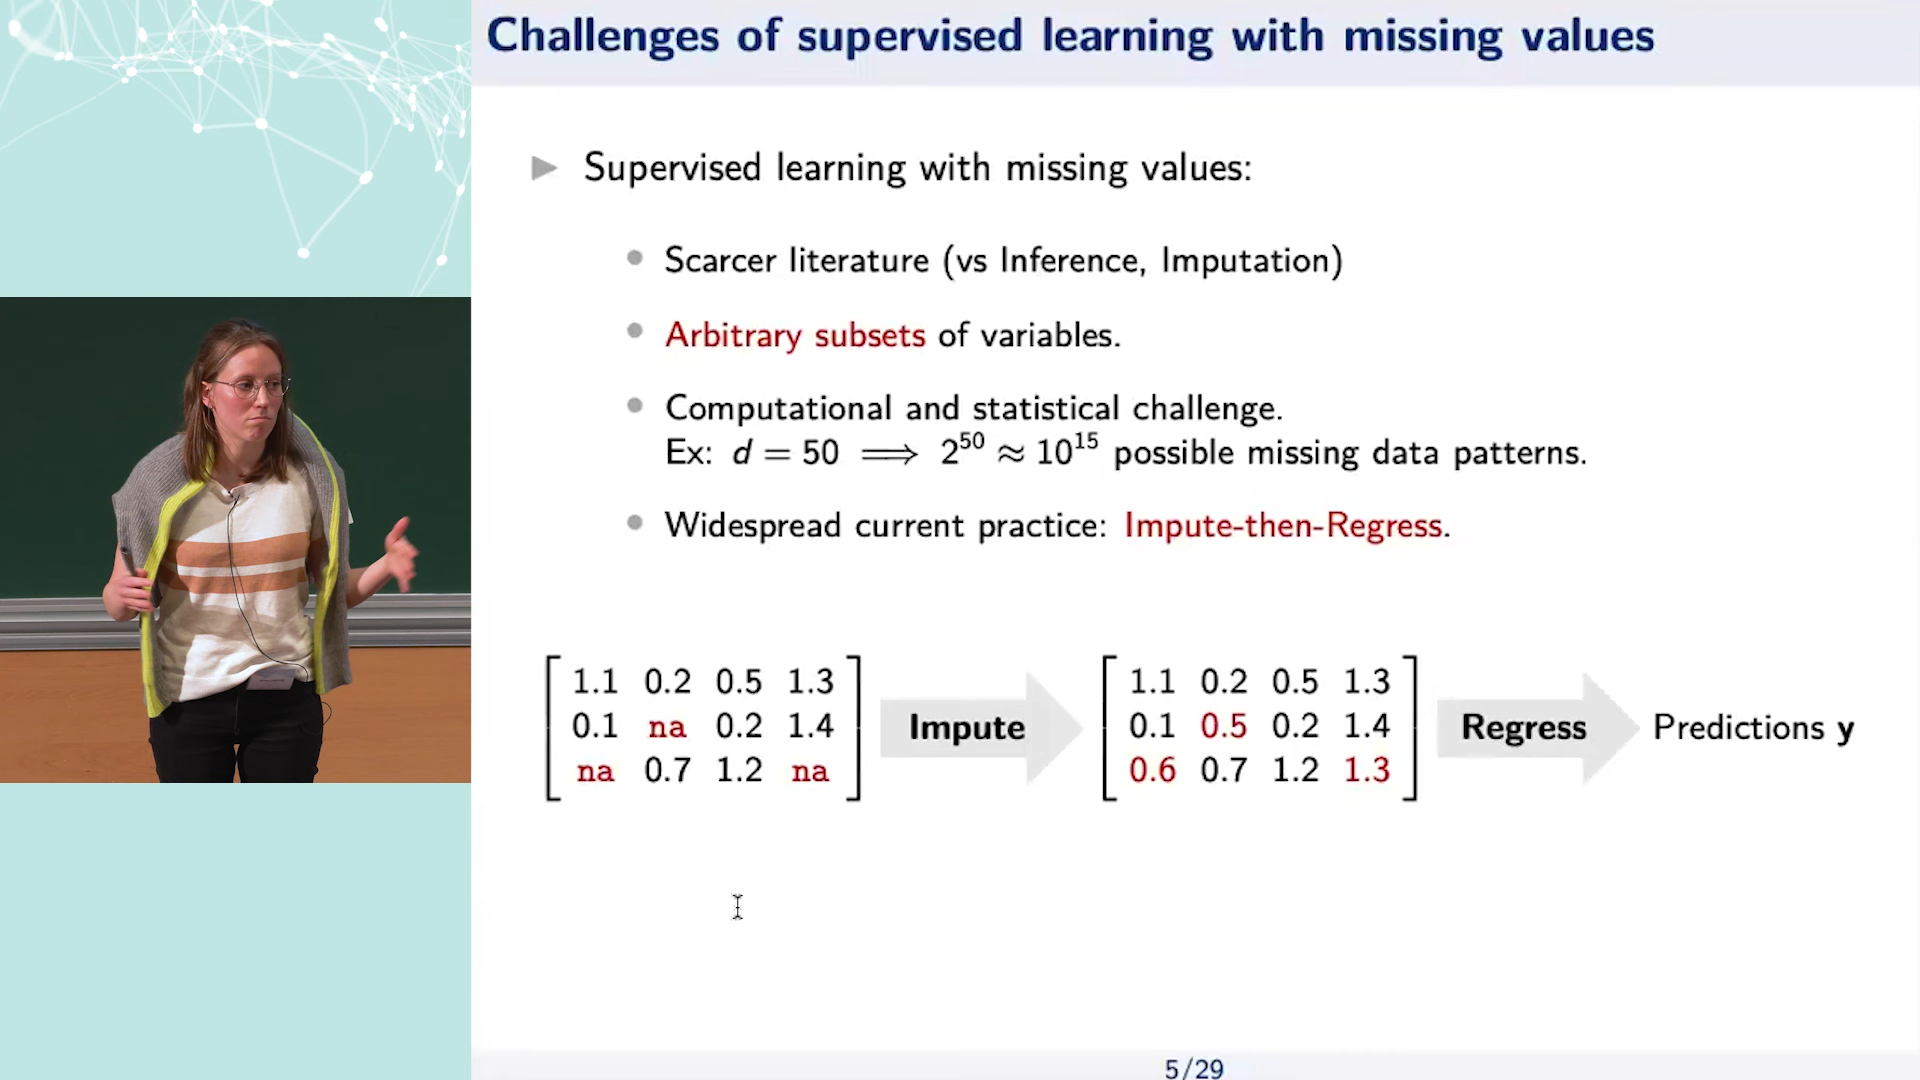 Challenges of supervised learning with missing values
▶ Supervised learning with missing values:
• Scarcer literature (vs Inference, Imputation)
• Arbitrary subsets of variables.
• Computational and statistical challenge.
Ex: d = 50 ⟹ 2^50 ≈ 10^15 possible missing data patterns.
• Widespread current practice: Impute-then-Regress.
1.1 0.2 0.5 1.3
0.1 na 0.2 1.4
na 0.7 1.2 na
Impute
1.1 0.2 0.5 1.3
0.1 0.5 0.2 1.4
0.6 0.7 1.2 1.3
Regress
Predictions y
5/29